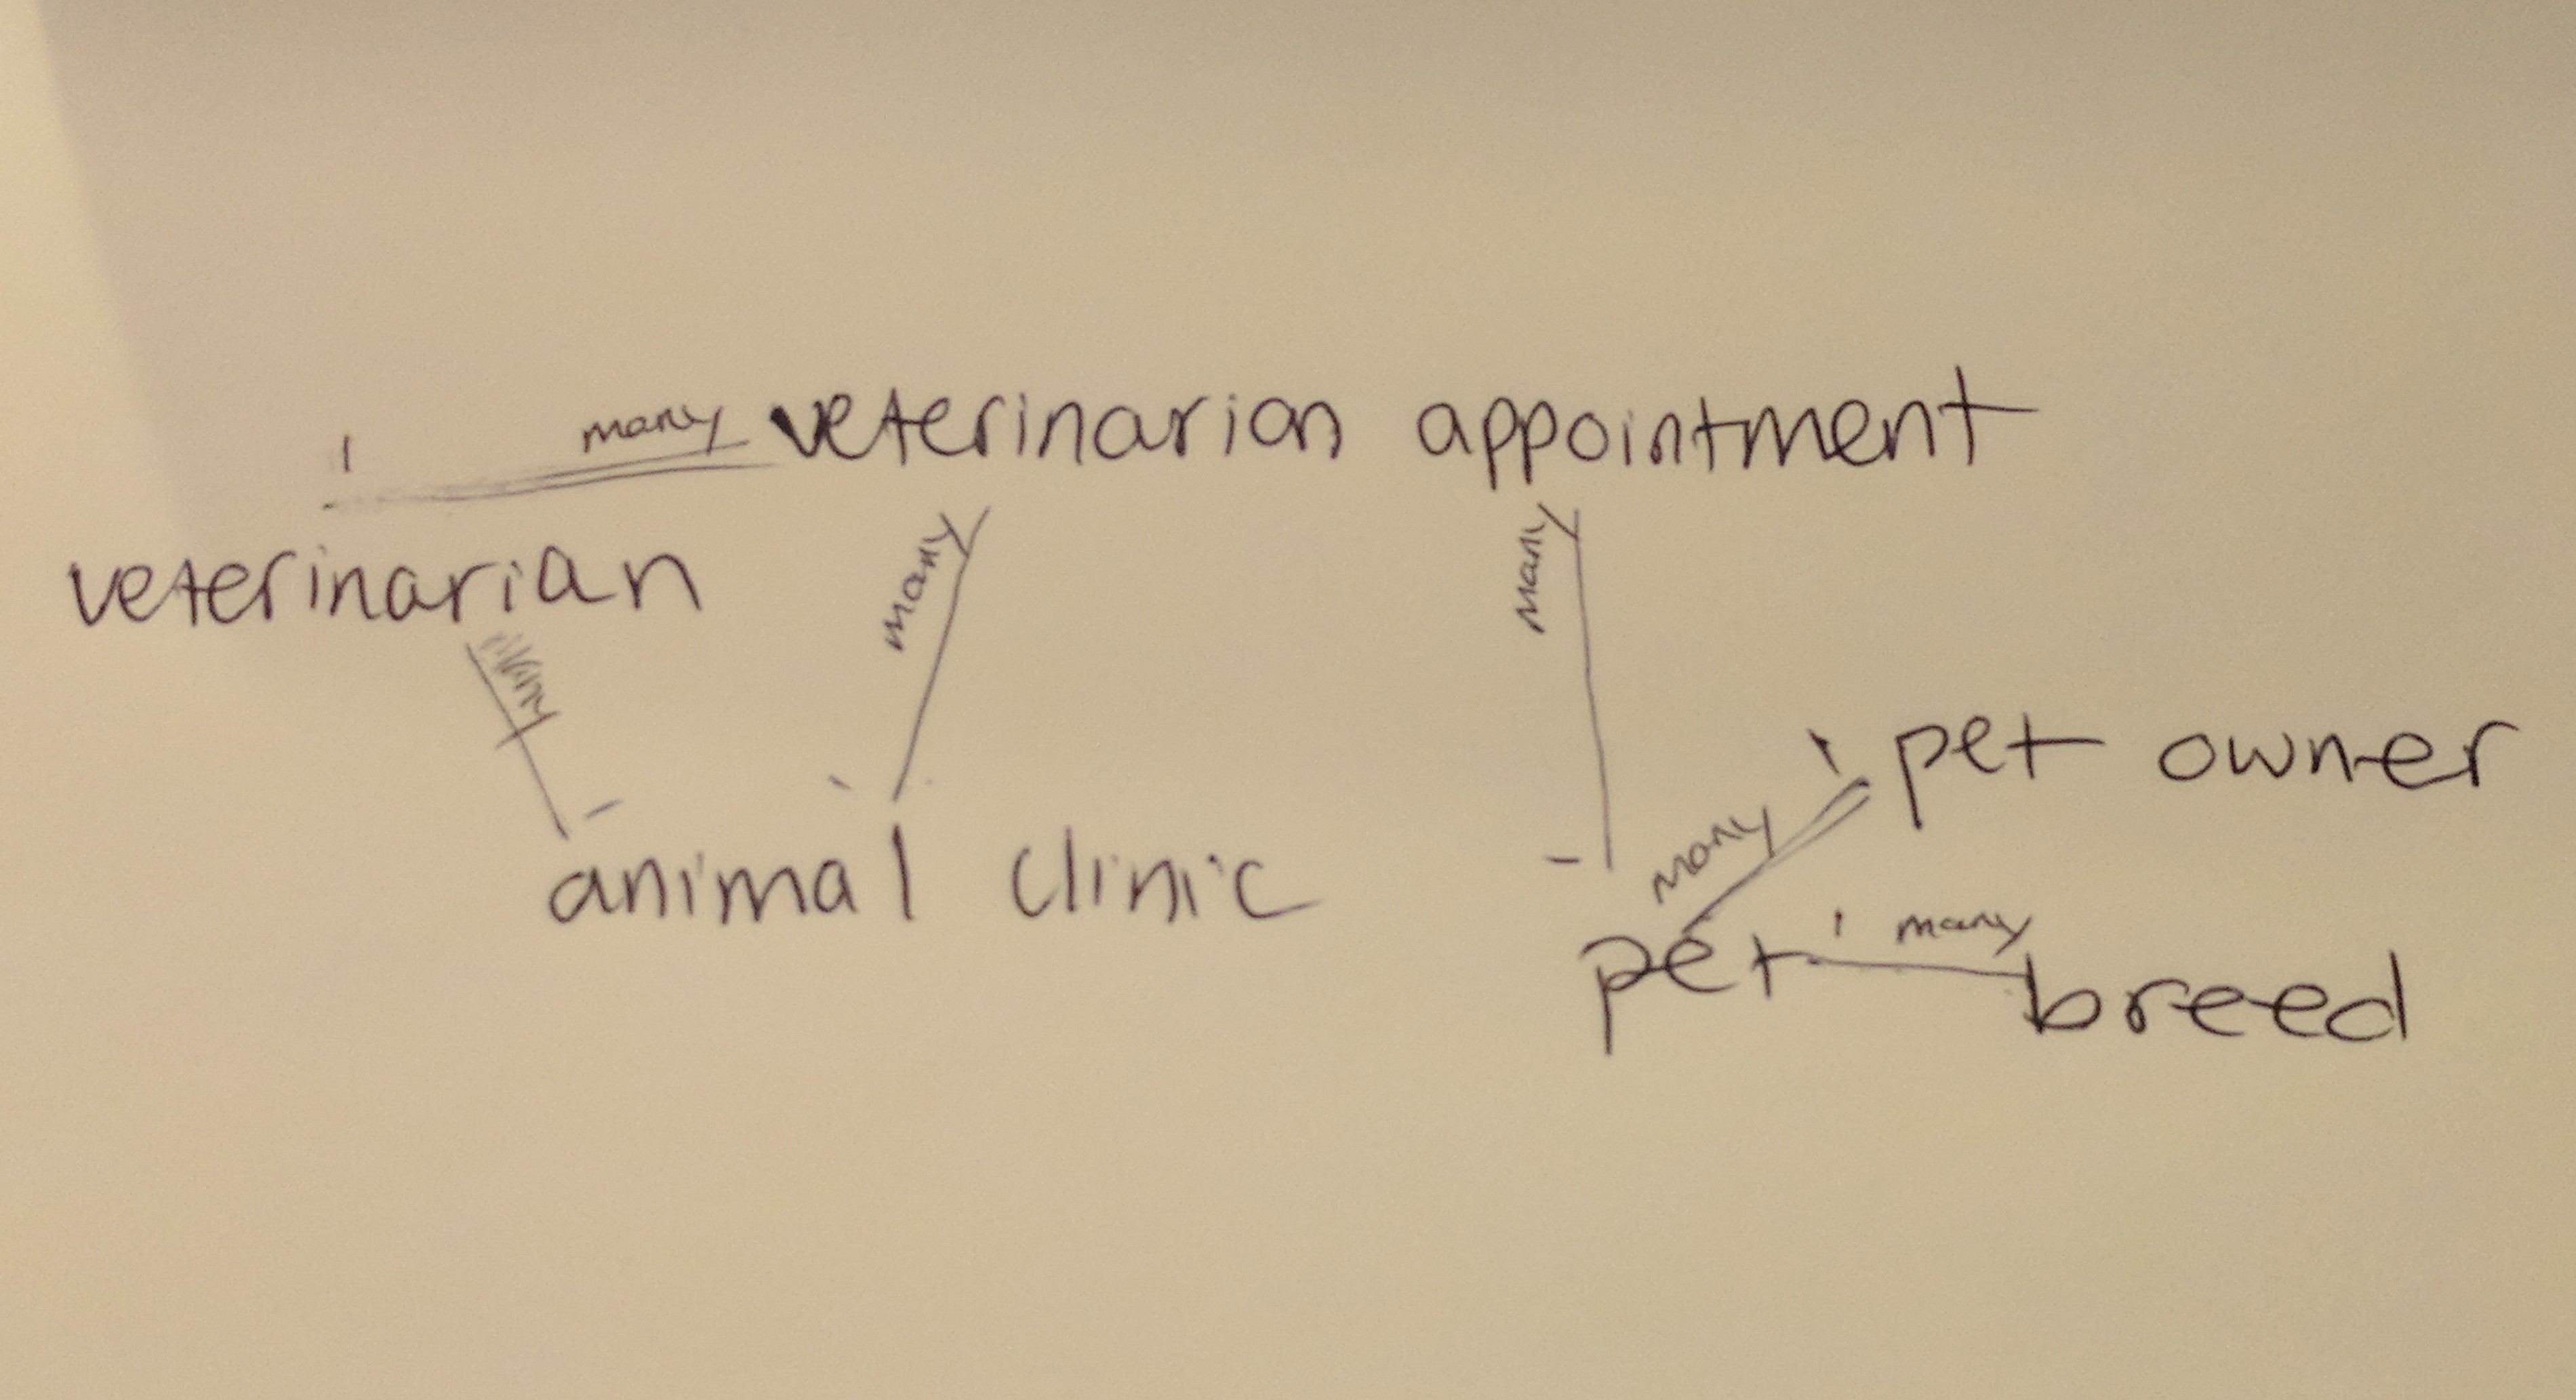 1 many veterinarian appointment
veterinarian
many
many
many
1
1
1
1
pet owner
many
animal clinic
pet 1 many breed